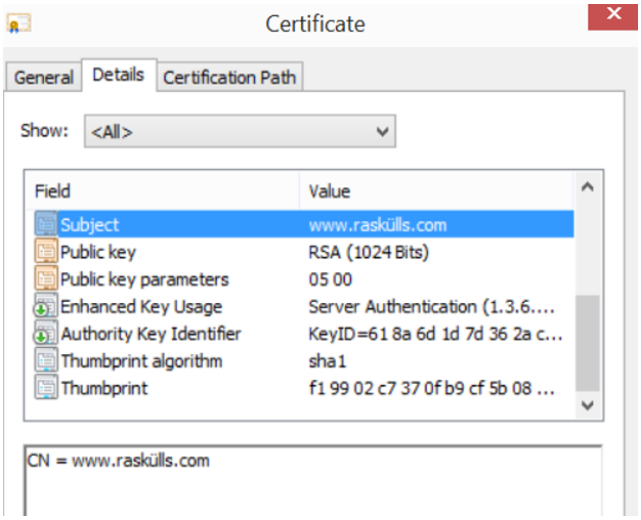 Certificate
General Details Certification Path
Show: <All>
Field Value
Subject www.raskülls.com
Public key RSA (1024 Bits)
Public key parameters 05 00
Enhanced Key Usage Server Authentication (1.3.6....
Authority Key Identifier KeyID=61 8a 6d 1d 7d 36 2a c...
Thumbprint algorithm sha1
Thumbprint f1 99 02 c7 37 0f b9 cf 5b 08 ...
CN = www.raskülls.com